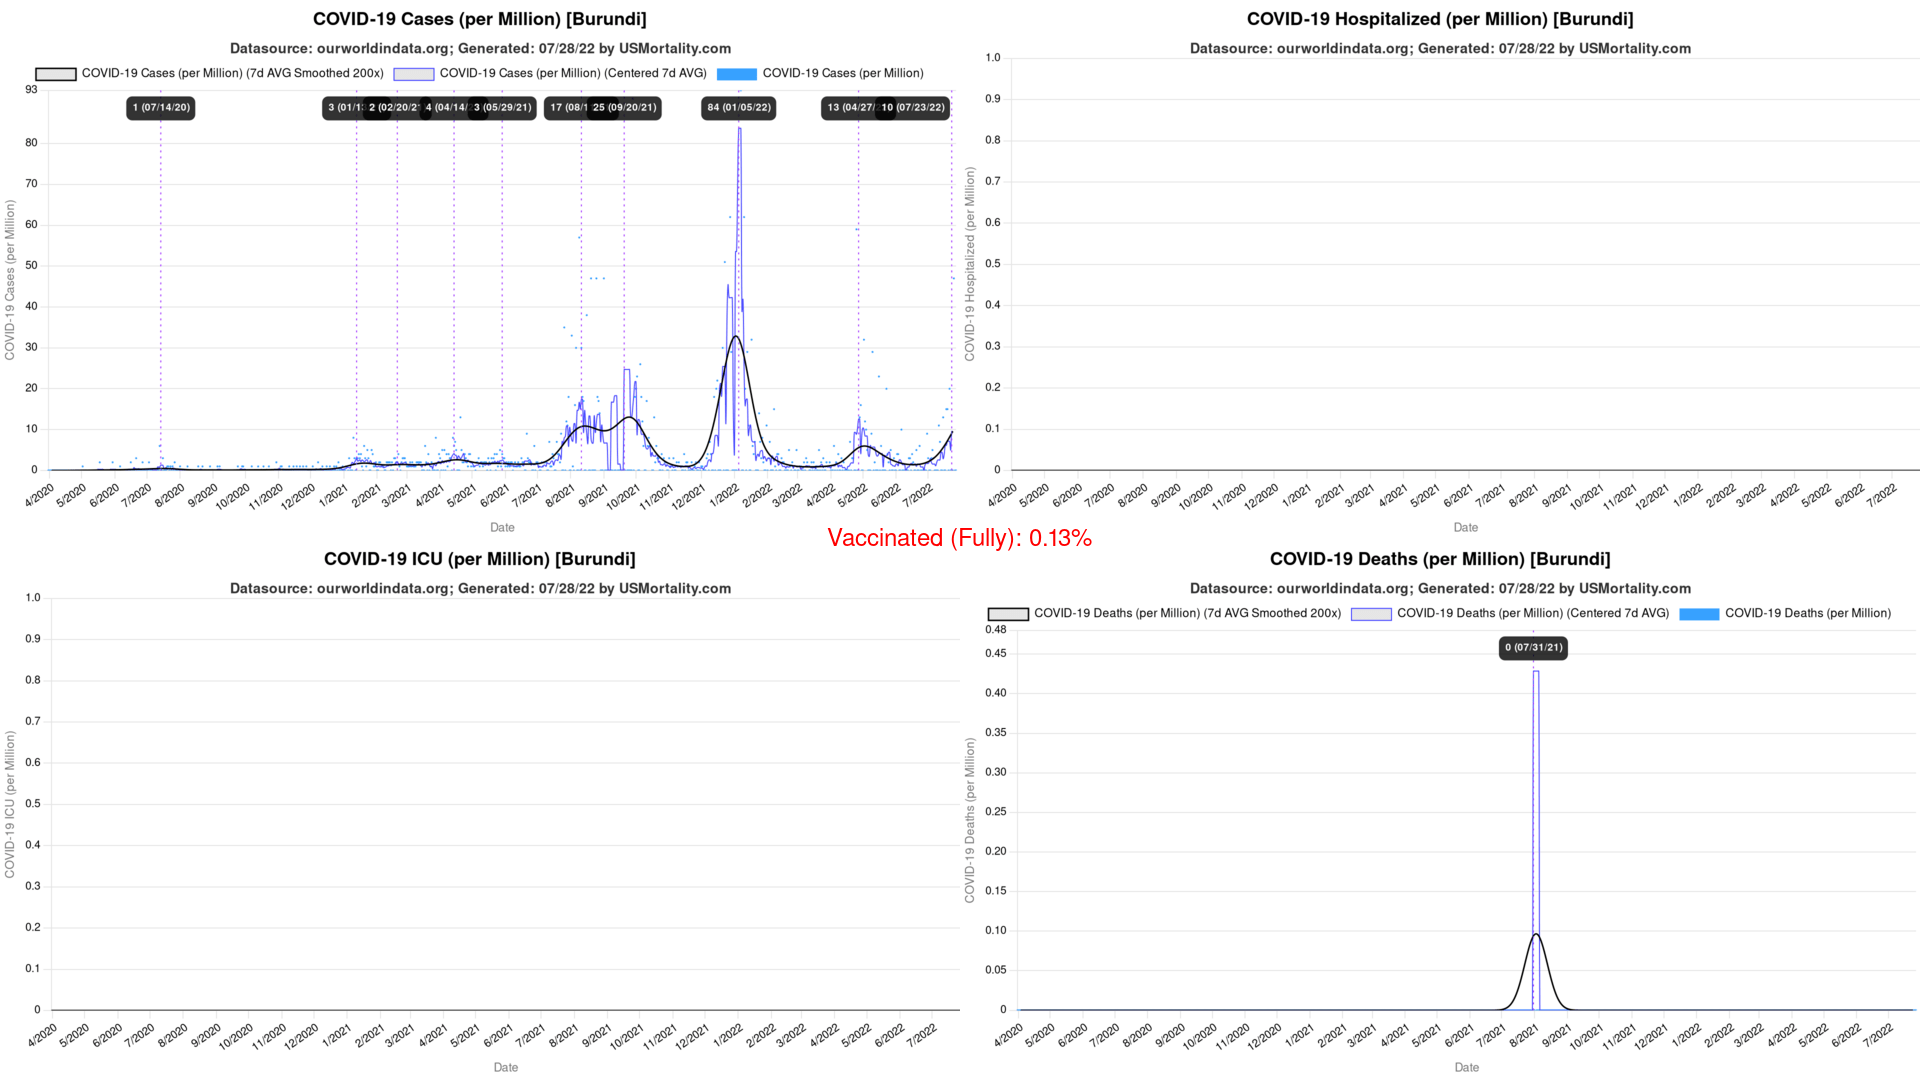 COVID-19 Cases (per Million) [Burundi]
Datasource: ourworldindata.org; Generated: 07/28/22 by USMortality.com
COVID-19 Cases (per Million) (7d AVG Smoothed 200x) COVID-19 Cases (per Million) (Centered 7d AVG) COVID-19 Cases (per Million)
93
80
70
60
50
40
30
20
10
0
COVID-19 Cases (per Million)
1 (07/14/20) 3 (01/1 2 (02/20/2 4 (04/14/ 3 (05/29/21) 17 (08/1 25 (09/20/21) 84 (01/05/22) 13 (04/27/ 10 (07/23/22)
4/2020 5/2020 6/2020 7/2020 8/2020 9/2020 10/2020 11/2020 12/2020 1/2021 2/2021 3/2021 4/2021 5/2021 6/2021 7/2021 8/2021 9/2021 10/2021 11/2021 12/2021 1/2022 2/2022 3/2022 4/2022 5/2022 6/2022 7/2022
Date
COVID-19 Hospitalized (per Million) [Burundi]
Datasource: ourworldindata.org; Generated: 07/28/22 by USMortality.com
1.0
0.9
0.8
0.7
0.6
0.5
0.4
0.3
0.2
0.1
0
COVID-19 Hospitalized (per Million)
4/2020 5/2020 6/2020 7/2020 8/2020 9/2020 10/2020 11/2020 12/2020 1/2021 2/2021 3/2021 4/2021 5/2021 6/2021 7/2021 8/2021 9/2021 10/2021 11/2021 12/2021 1/2022 2/2022 3/2022 4/2022 5/2022 6/2022 7/2022
Date
Vaccinated (Fully): 0.13%
COVID-19 ICU (per Million) [Burundi]
Datasource: ourworldindata.org; Generated: 07/28/22 by USMortality.com
1.0
0.9
0.8
0.7
0.6
0.5
0.4
0.3
0.2
0.1
0
COVID-19 ICU (per Million)
4/2020 5/2020 6/2020 7/2020 8/2020 9/2020 10/2020 11/2020 12/2020 1/2021 2/2021 3/2021 4/2021 5/2021 6/2021 7/2021 8/2021 9/2021 10/2021 11/2021 12/2021 1/2022 2/2022 3/2022 4/2022 5/2022 6/2022 7/2022
Date
COVID-19 Deaths (per Million) [Burundi]
Datasource: ourworldindata.org; Generated: 07/28/22 by USMortality.com
COVID-19 Deaths (per Million) (7d AVG Smoothed 200x) COVID-19 Deaths (per Million) (Centered 7d AVG) COVID-19 Deaths (per Million)
0.48
0.45
0.40
0.35
0.30
0.25
0.20
0.15
0.10
0.05
0
COVID-19 Deaths (per Million)
0 (07/31/21)
4/2020 5/2020 6/2020 7/2020 8/2020 9/2020 10/2020 11/2020 12/2020 1/2021 2/2021 3/2021 4/2021 5/2021 6/2021 7/2021 8/2021 9/2021 10/2021 11/2021 12/2021 1/2022 2/2022 3/2022 4/2022 5/2022 6/2022 7/2022
Date